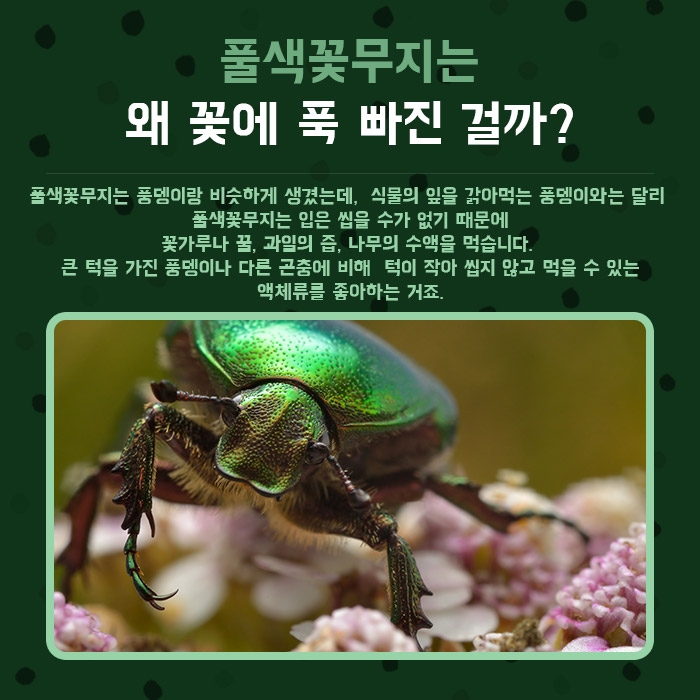 풀색꽃무지는
왜 꽃에 푹 빠진 걸까?
풀색꽃무지는 풍뎅이랑 비슷하게 생겼는데, 식물의 잎을 갉아먹는 풍뎅이와는 달리
풀색꽃무지는 입은 씹을 수가 없기 때문에
꽃가루나 꿀, 과일의 즙, 나무의 수액을 먹습니다.
큰 턱을 가진 풍뎅이나 다른 곤충에 비해 턱이 작아 씹지 않고 먹을 수 있는
액체류를 좋아하는 거죠.